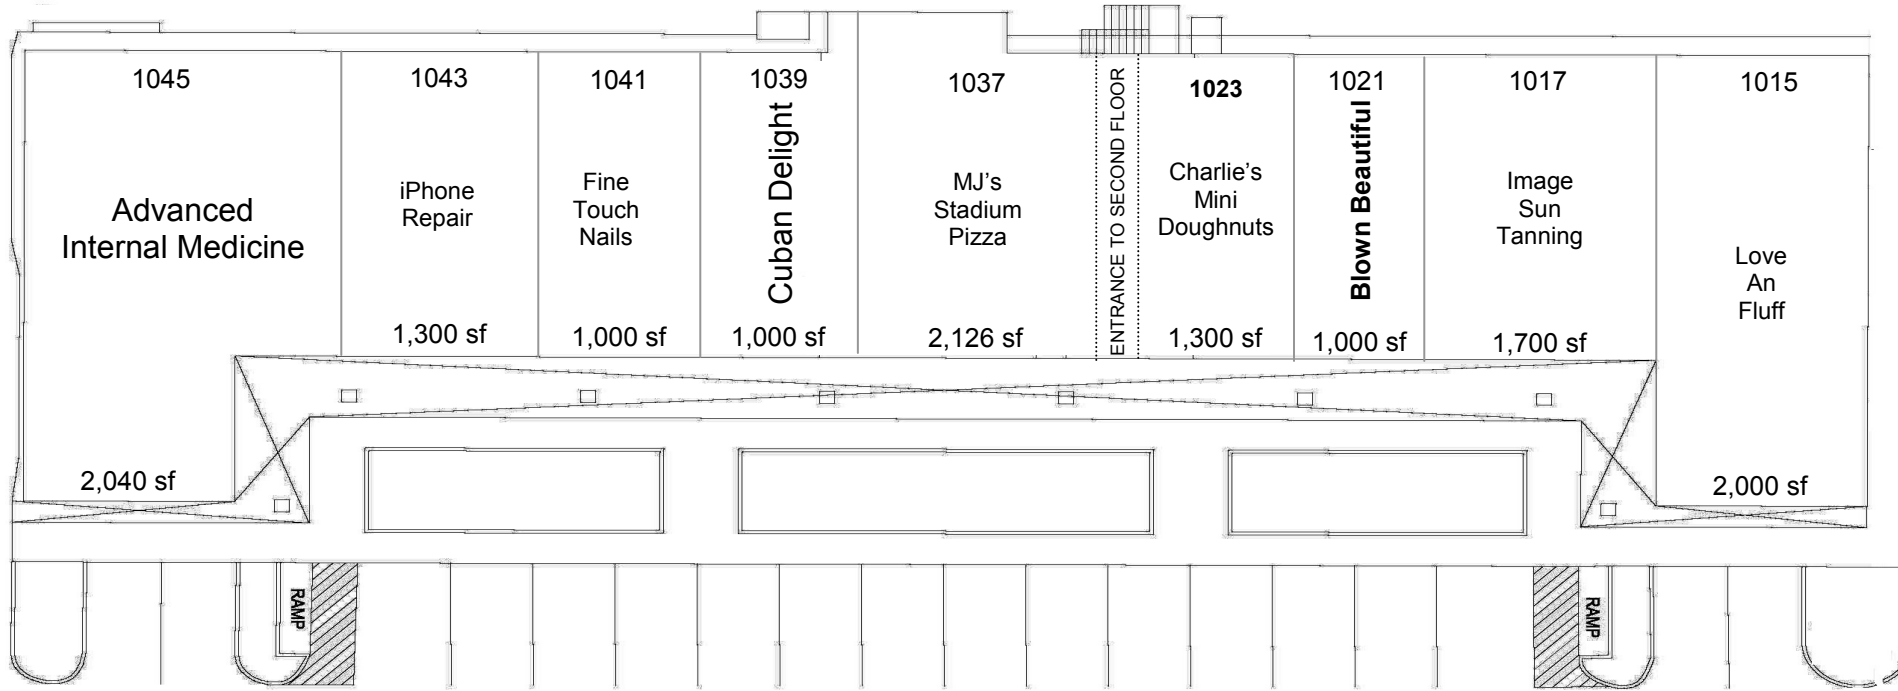 1045
Advanced
Internal Medicine
2,040 sf
1043
iPhone
Repair
1,300 sf
1041
Fine
Touch
Nails
1,000 sf
1039
Cuban Delight
1,000 sf
1037
MJ's
Stadium
Pizza
2,126 sf
ENTRANCE TO SECOND FLOOR
1023
Charlie's
Mini
Doughnuts
1,300 sf
1021
Blown Beautiful
1,000 sf
1017
Image
Sun
Tanning
1,700 sf
1015
Love
An
Fluff
2,000 sf
RAMP
RAMP